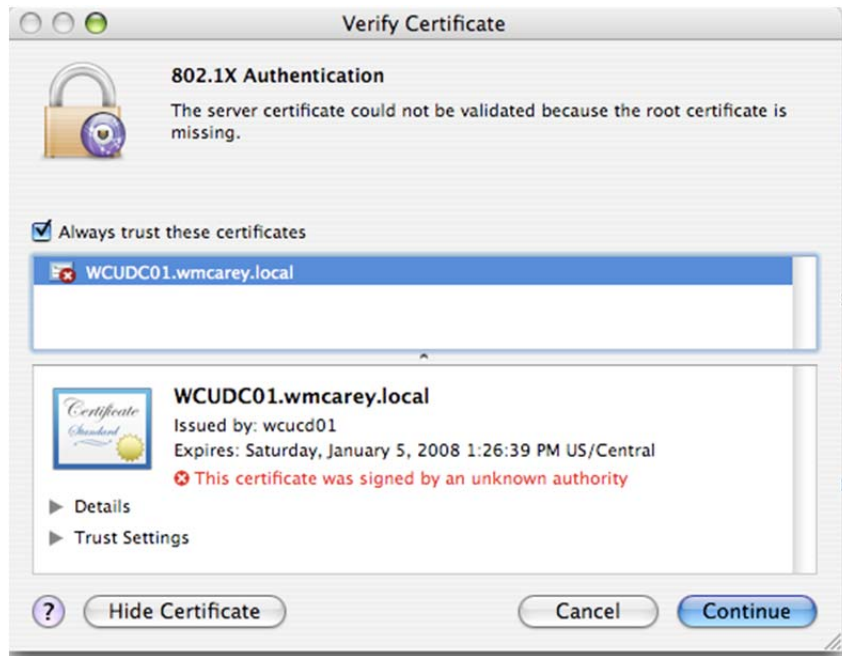 Verify Certificate
802.1X Authentication
The server certificate could not be validated because the root certificate is
missing.
Always trust these certificates
WCUDC01.wmcarey.local
Certificate
Standard
WCUDC01.wmcarey.local
Issued by: wcucd01
Expires: Saturday, January 5, 2008 1:26:39 PM US/Central
This certificate was signed by an unknown authority
Details
Trust Settings
?
Hide Certificate
Cancel
Continue